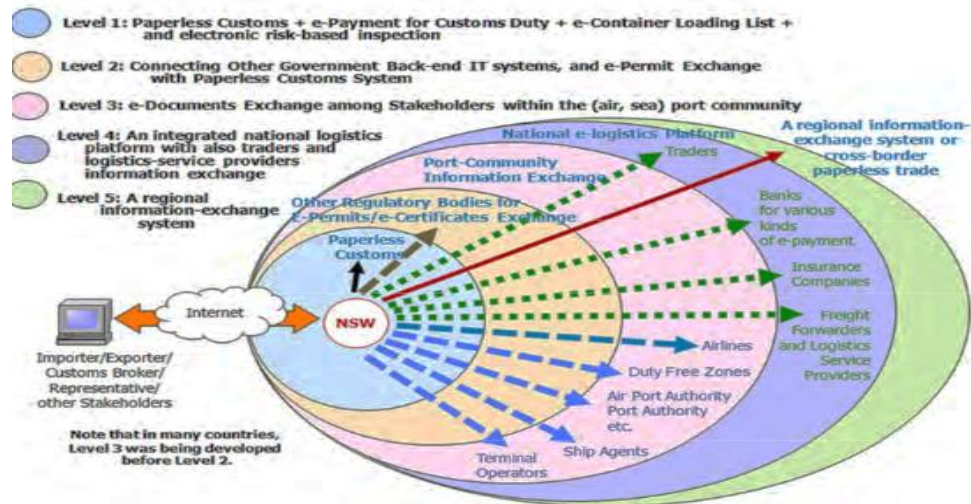 Level 1: Paperless Customs + e-Payment for Customs Duty + e-Container Loading List +
and electronic risk-based inspection
Level 2: Connecting Other Government Back-end IT systems, and e-Permit Exchange
with Paperless Customs System
Level 3: e-Documents Exchange among Stakeholders within the (air, sea) port community
Level 4: An integrated national logistics
platform with also traders and
logistics-service providers
information exchange
Level 5: A regional
information-exchange
system
National e-logistics Platform
Traders
A regional information-
exchange system or
cross-border
paperless trade
Port-Community
Information Exchange
Other Regulatory Bodies for
E-Permits/e-Certificates Exchange
Paperless
Customs
Banks
for various
kinds
of e-payment
Insurance
Companies
Freight
Forwarders
and Logistics
Service
Providers
Internet
NSW
Airlines
Duty Free Zones
Air Port Authority
Port Authority
etc.
Ship Agents
Terminal
Operators
Importer/Exporter/
Customs Broker/
Representative/
other Stakeholders
Note that in many countries,
Level 3 was being developed
before Level 2.